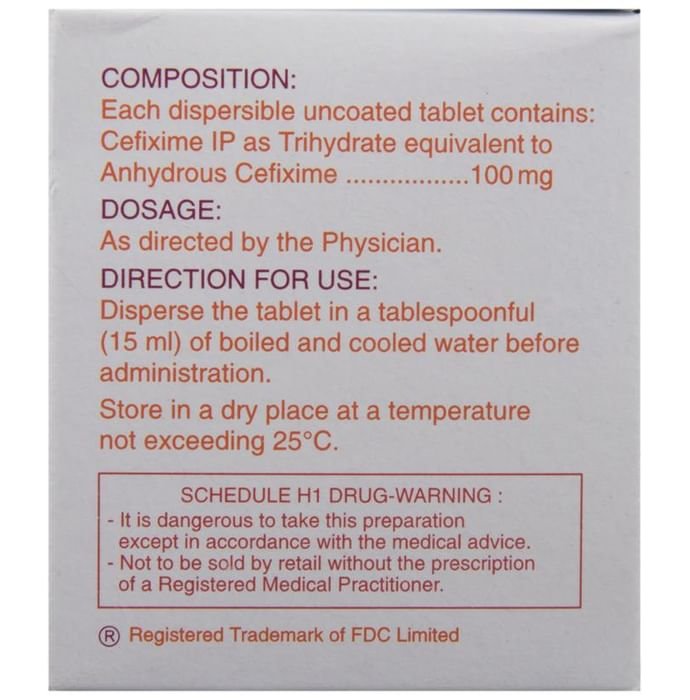 COMPOSITION:
Each dispersible uncoated tablet contains:
Cefixime IP as Trihydrate equivalent to
Anhydrous Cefixime .................100 mg
DOSAGE:
As directed by the Physician.
DIRECTION FOR USE:
Disperse the tablet in a tablespoonful
(15 ml) of boiled and cooled water before
administration.
Store in a dry place at a temperature
not exceeding 25°C.
SCHEDULE H1 DRUG-WARNING :
- It is dangerous to take this preparation
except in accordance with the medical advice.
- Not to be sold by retail without the prescription
of a Registered Medical Practitioner.
® Registered Trademark of FDC Limited